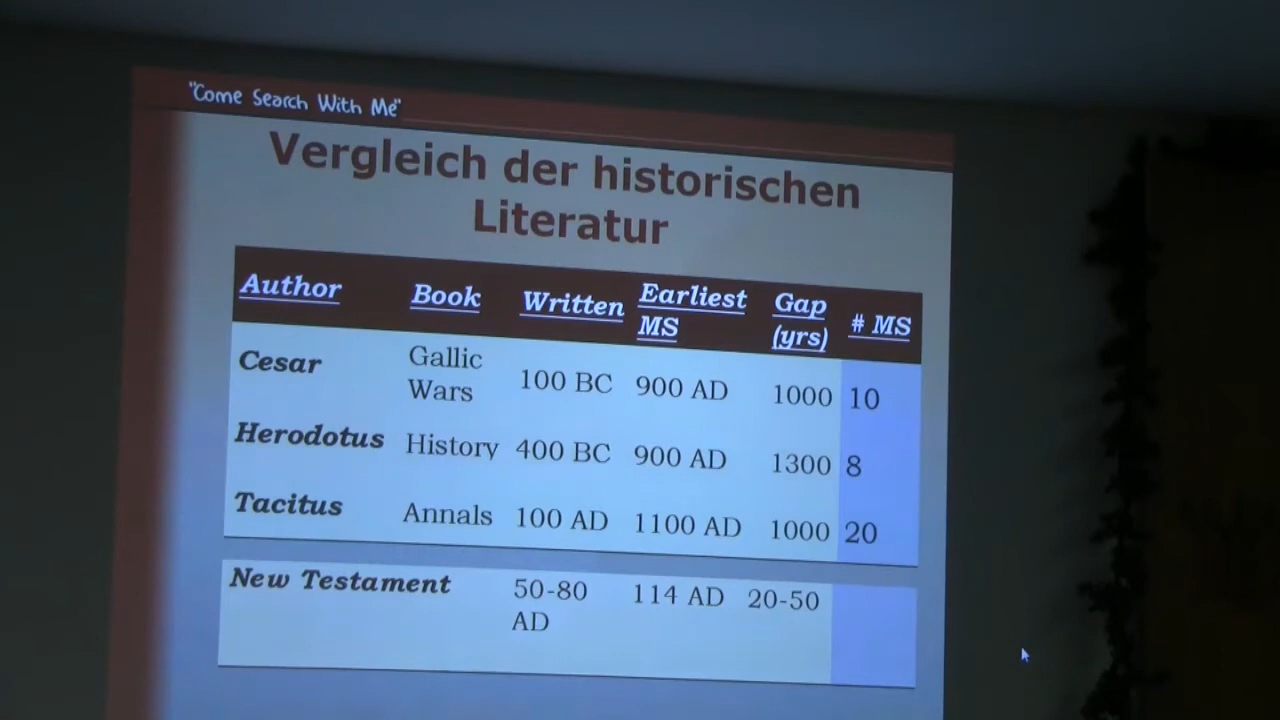 "Come Search With Me"
Vergleich der historischen
Literatur
Author Book Written Earliest MS Gap (yrs) # MS
Cesar Gallic Wars 100 BC 900 AD 1000 10
Herodotus History 400 BC 900 AD 1300 8
Tacitus Annals 100 AD 1100 AD 1000 20
New Testament 50-80 AD 114 AD 20-50